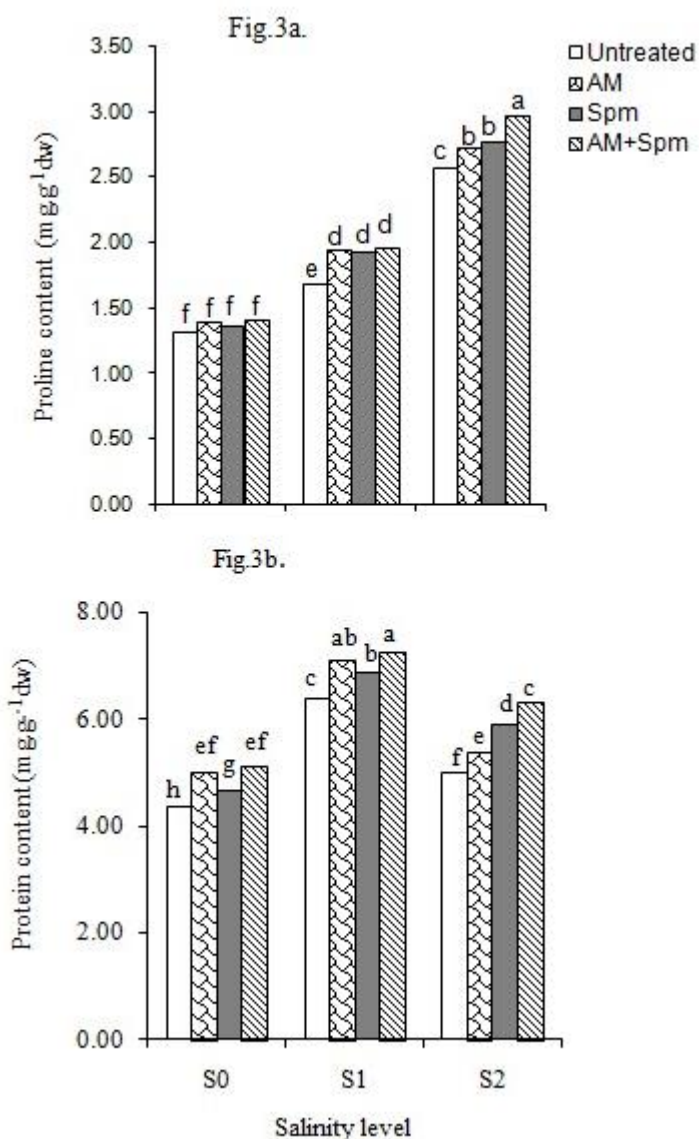 Fig.3a.
Proline content (mg.g⁻¹dw)
3.50
3.00
2.50
2.00
1.50
1.00
0.50
0.00
f f f f
e d d d
c b b a
Untreated
AM
Spm
AM+Spm
Fig.3b.
Protein content(mg.g-¹dw)
8.00
6.00
4.00
2.00
0.00
h ef g ef
c ab b a
f e d c
S0 S1 S2
Salinity level